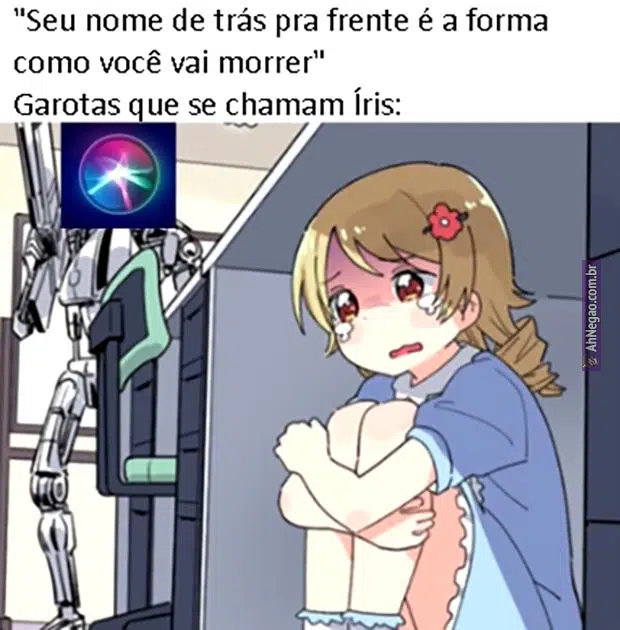 "Seu nome de trás pra frente é a forma
como você vai morrer"
Garotas que se chamam Íris:
AhNegao.com.br